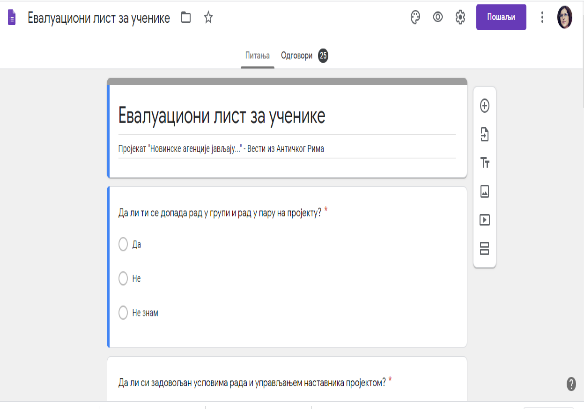 Евалуациони лист за ученике
Пошаљи
Питања Одговори 25
Евалуациони лист за ученике
Пројекат "Новинске агенције јављају..." - Вести из Античког Рима
Да ли ти се допада рад у групи и рад у пару на пројекту? *
Да
Не
Не знам
Да ли си задовољан условима рада и управљањем наставника пројектом? *